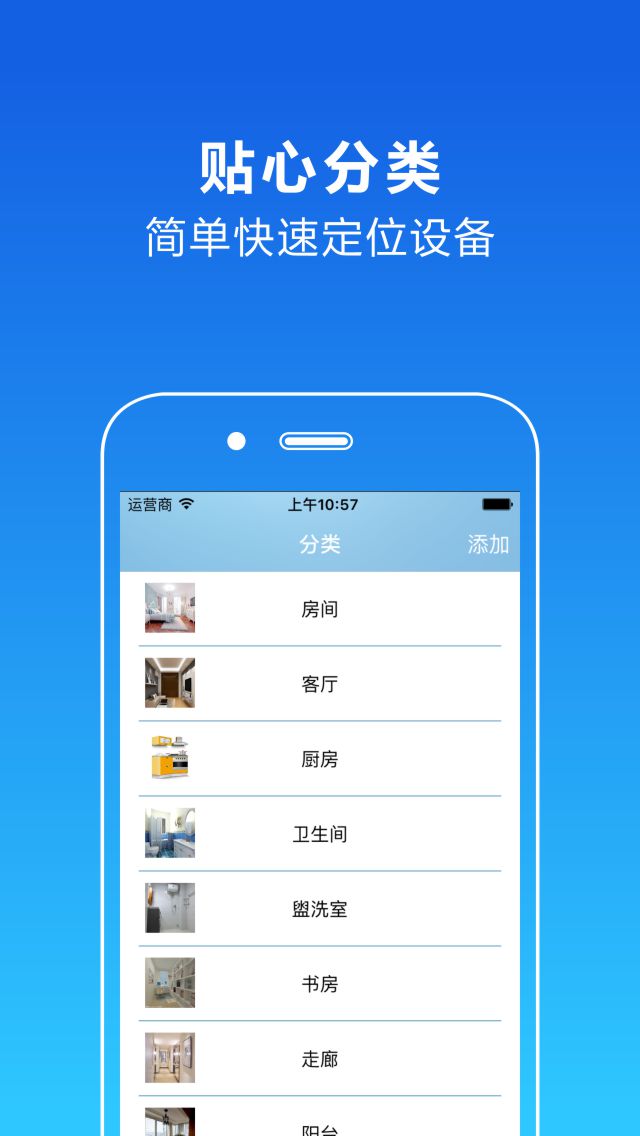 贴心分类
简单快速定位设备
运营商 上午10:57
分类 添加
房间
客厅
厨房
卫生间
盥洗室
书房
走廊
阳台